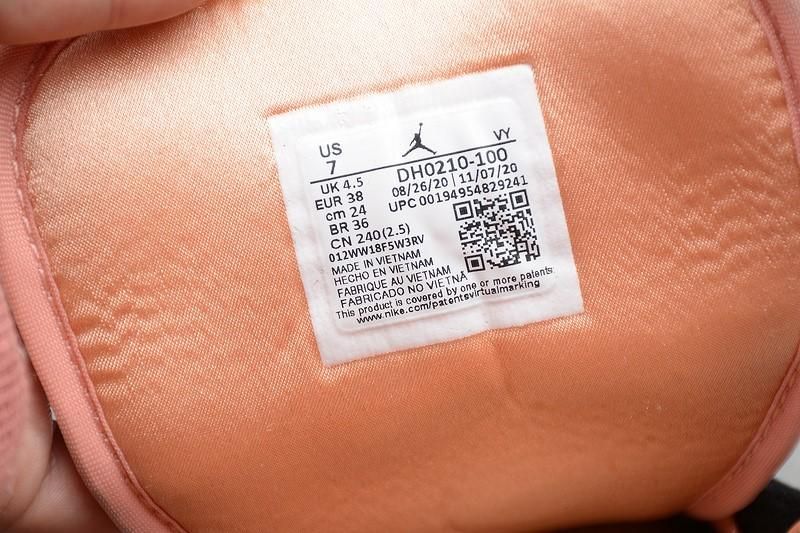 US VY
7 DH0210-100
UK 4.5 08/26/20 | 11/07/20
EUR 38 UPC 00194954829241
cm 24
BR 36
CN 240(2.5)
012WW18F5W3RV
MADE IN VIETNAM
HECHO EN VIETNAM
FABRIQUE AU VIETNAM
FABRICADO NO VIETNÃ
This product is covered by one or more patents:
www.nike.com/patentsvirtualmarking